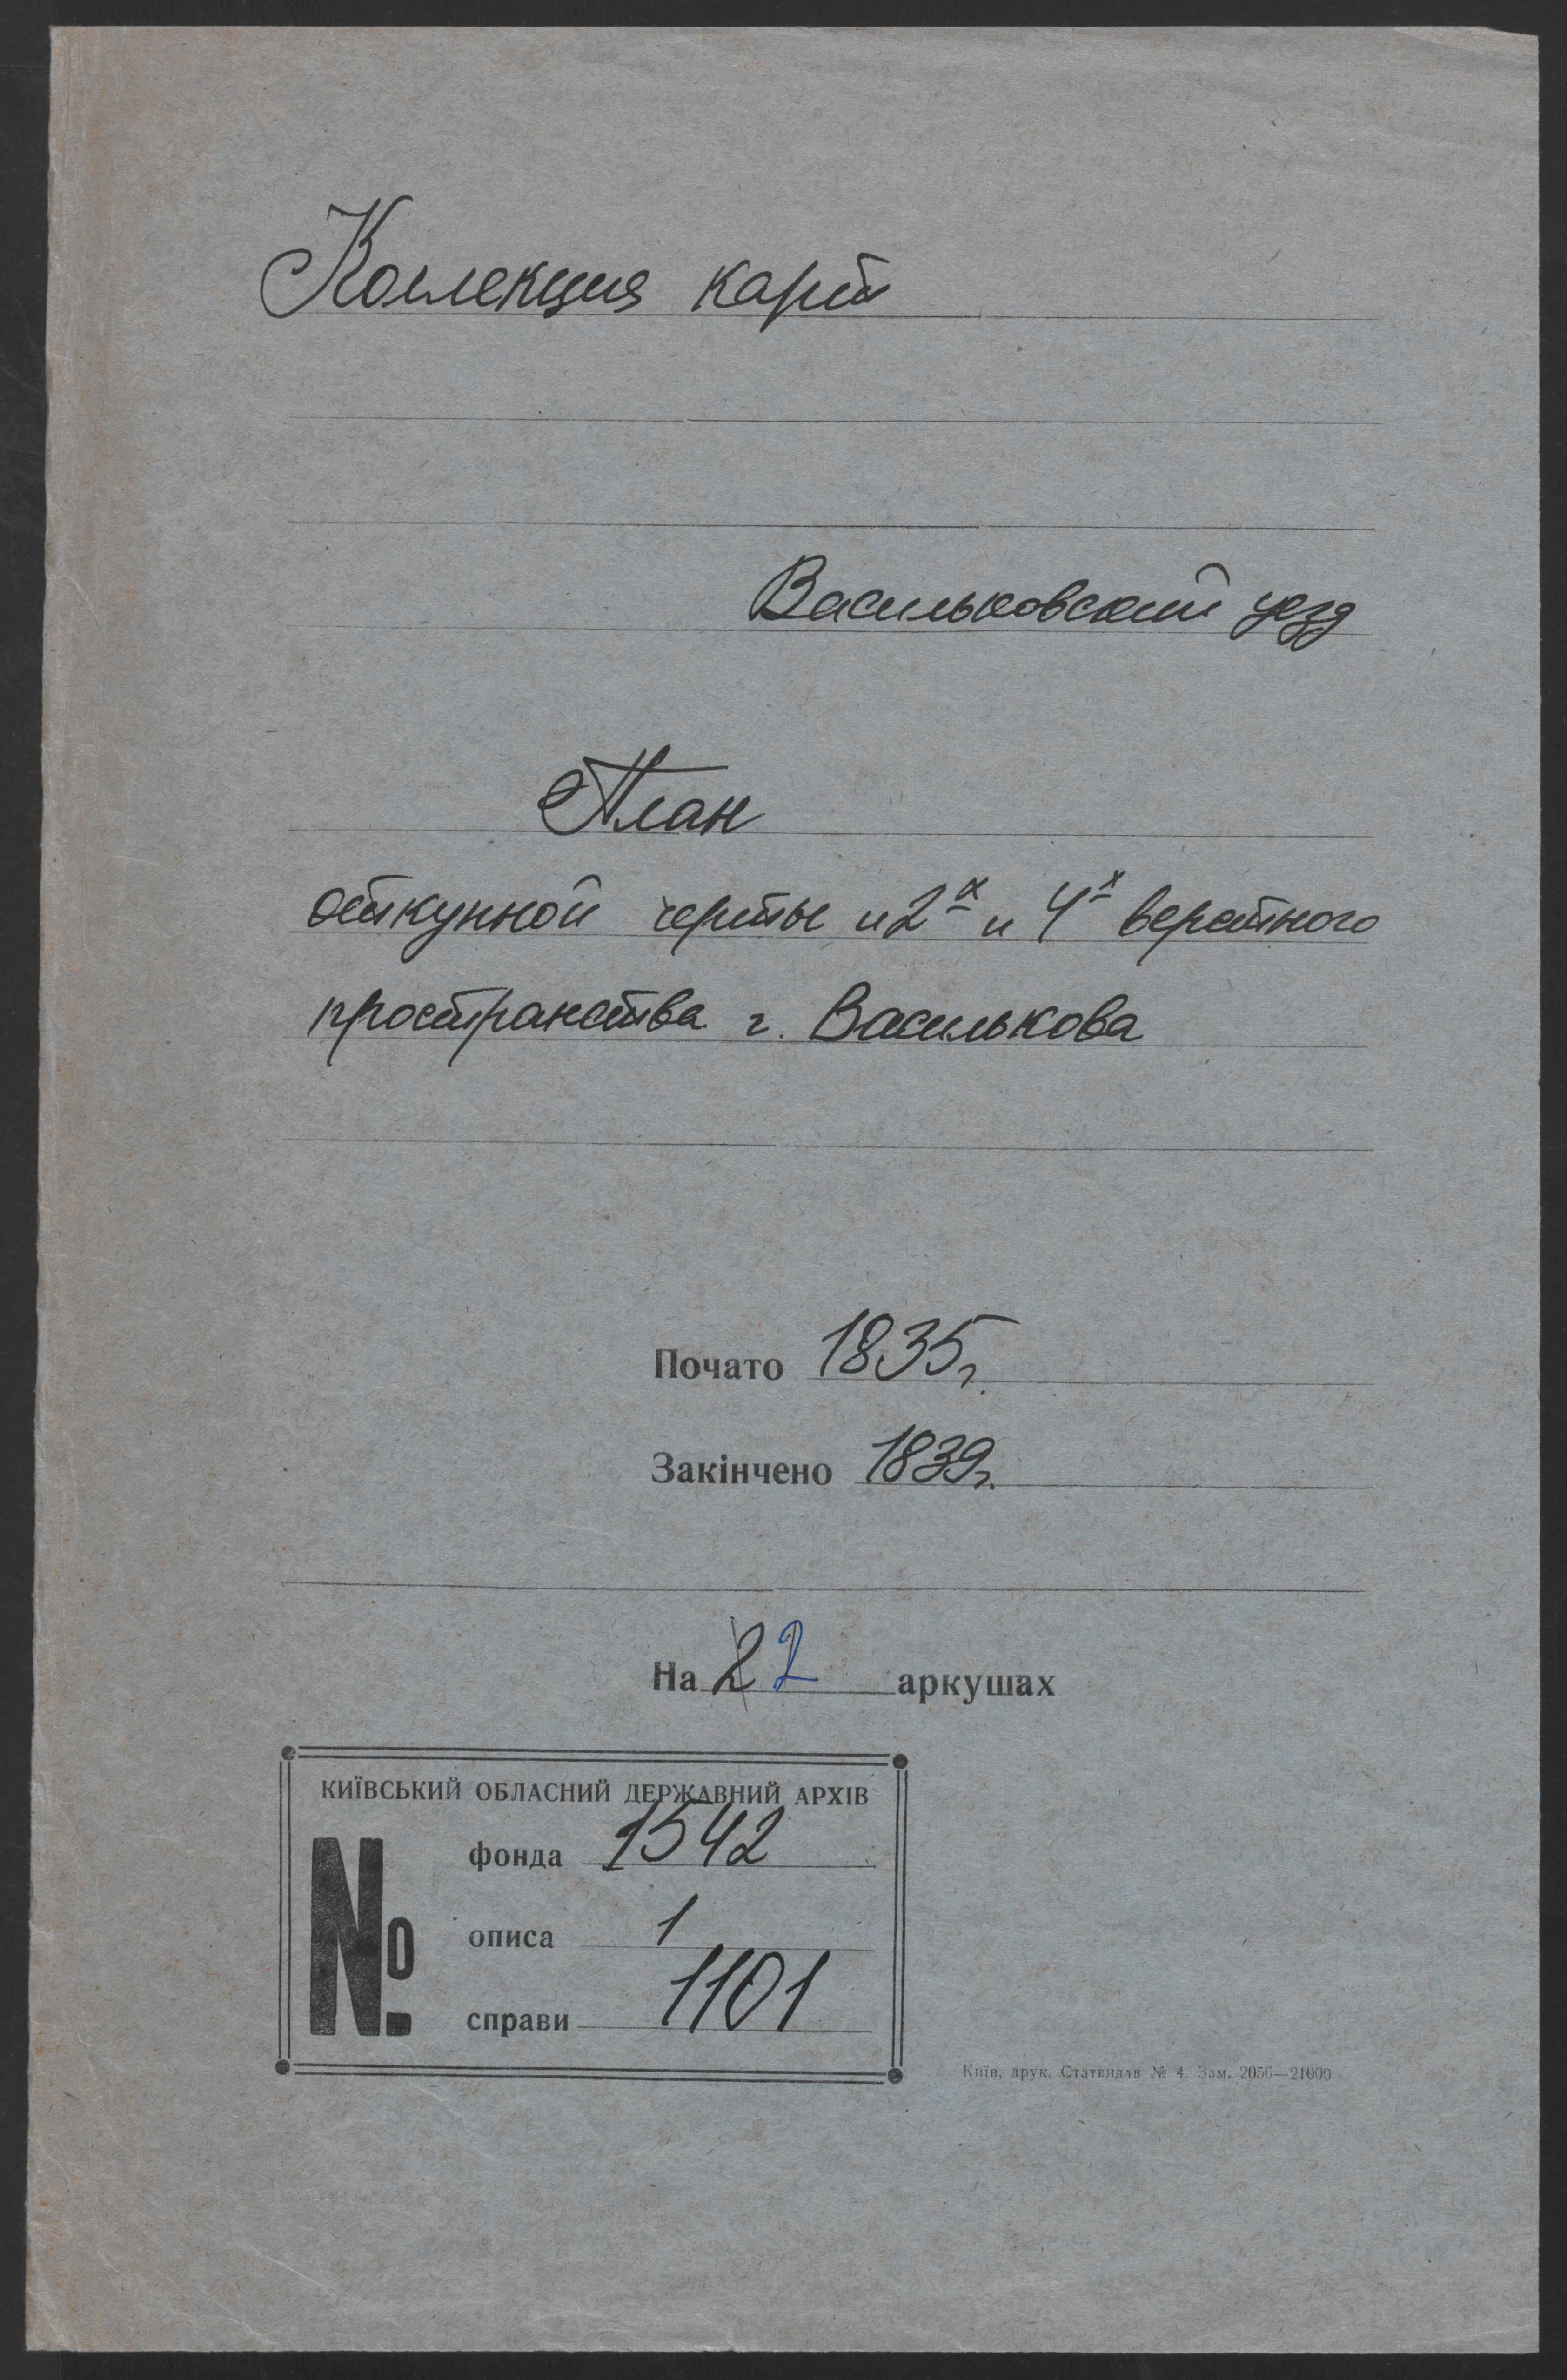 Коллекция карт
Васильковский уезд
План
откупной черты и 2х и 4х верстного
пространства г. Василькова
Почато 1835 г.
Закінчено 1839 г.
На 2 2 аркушах
КИЇВСЬКИЙ ОБЛАСНИЙ ДЕРЖАВНИЙ АРХІВ
№
фонда 1542
описа 1
справи 1101
Київ, друк. Статвидав № 4. Зам. 2056—21000